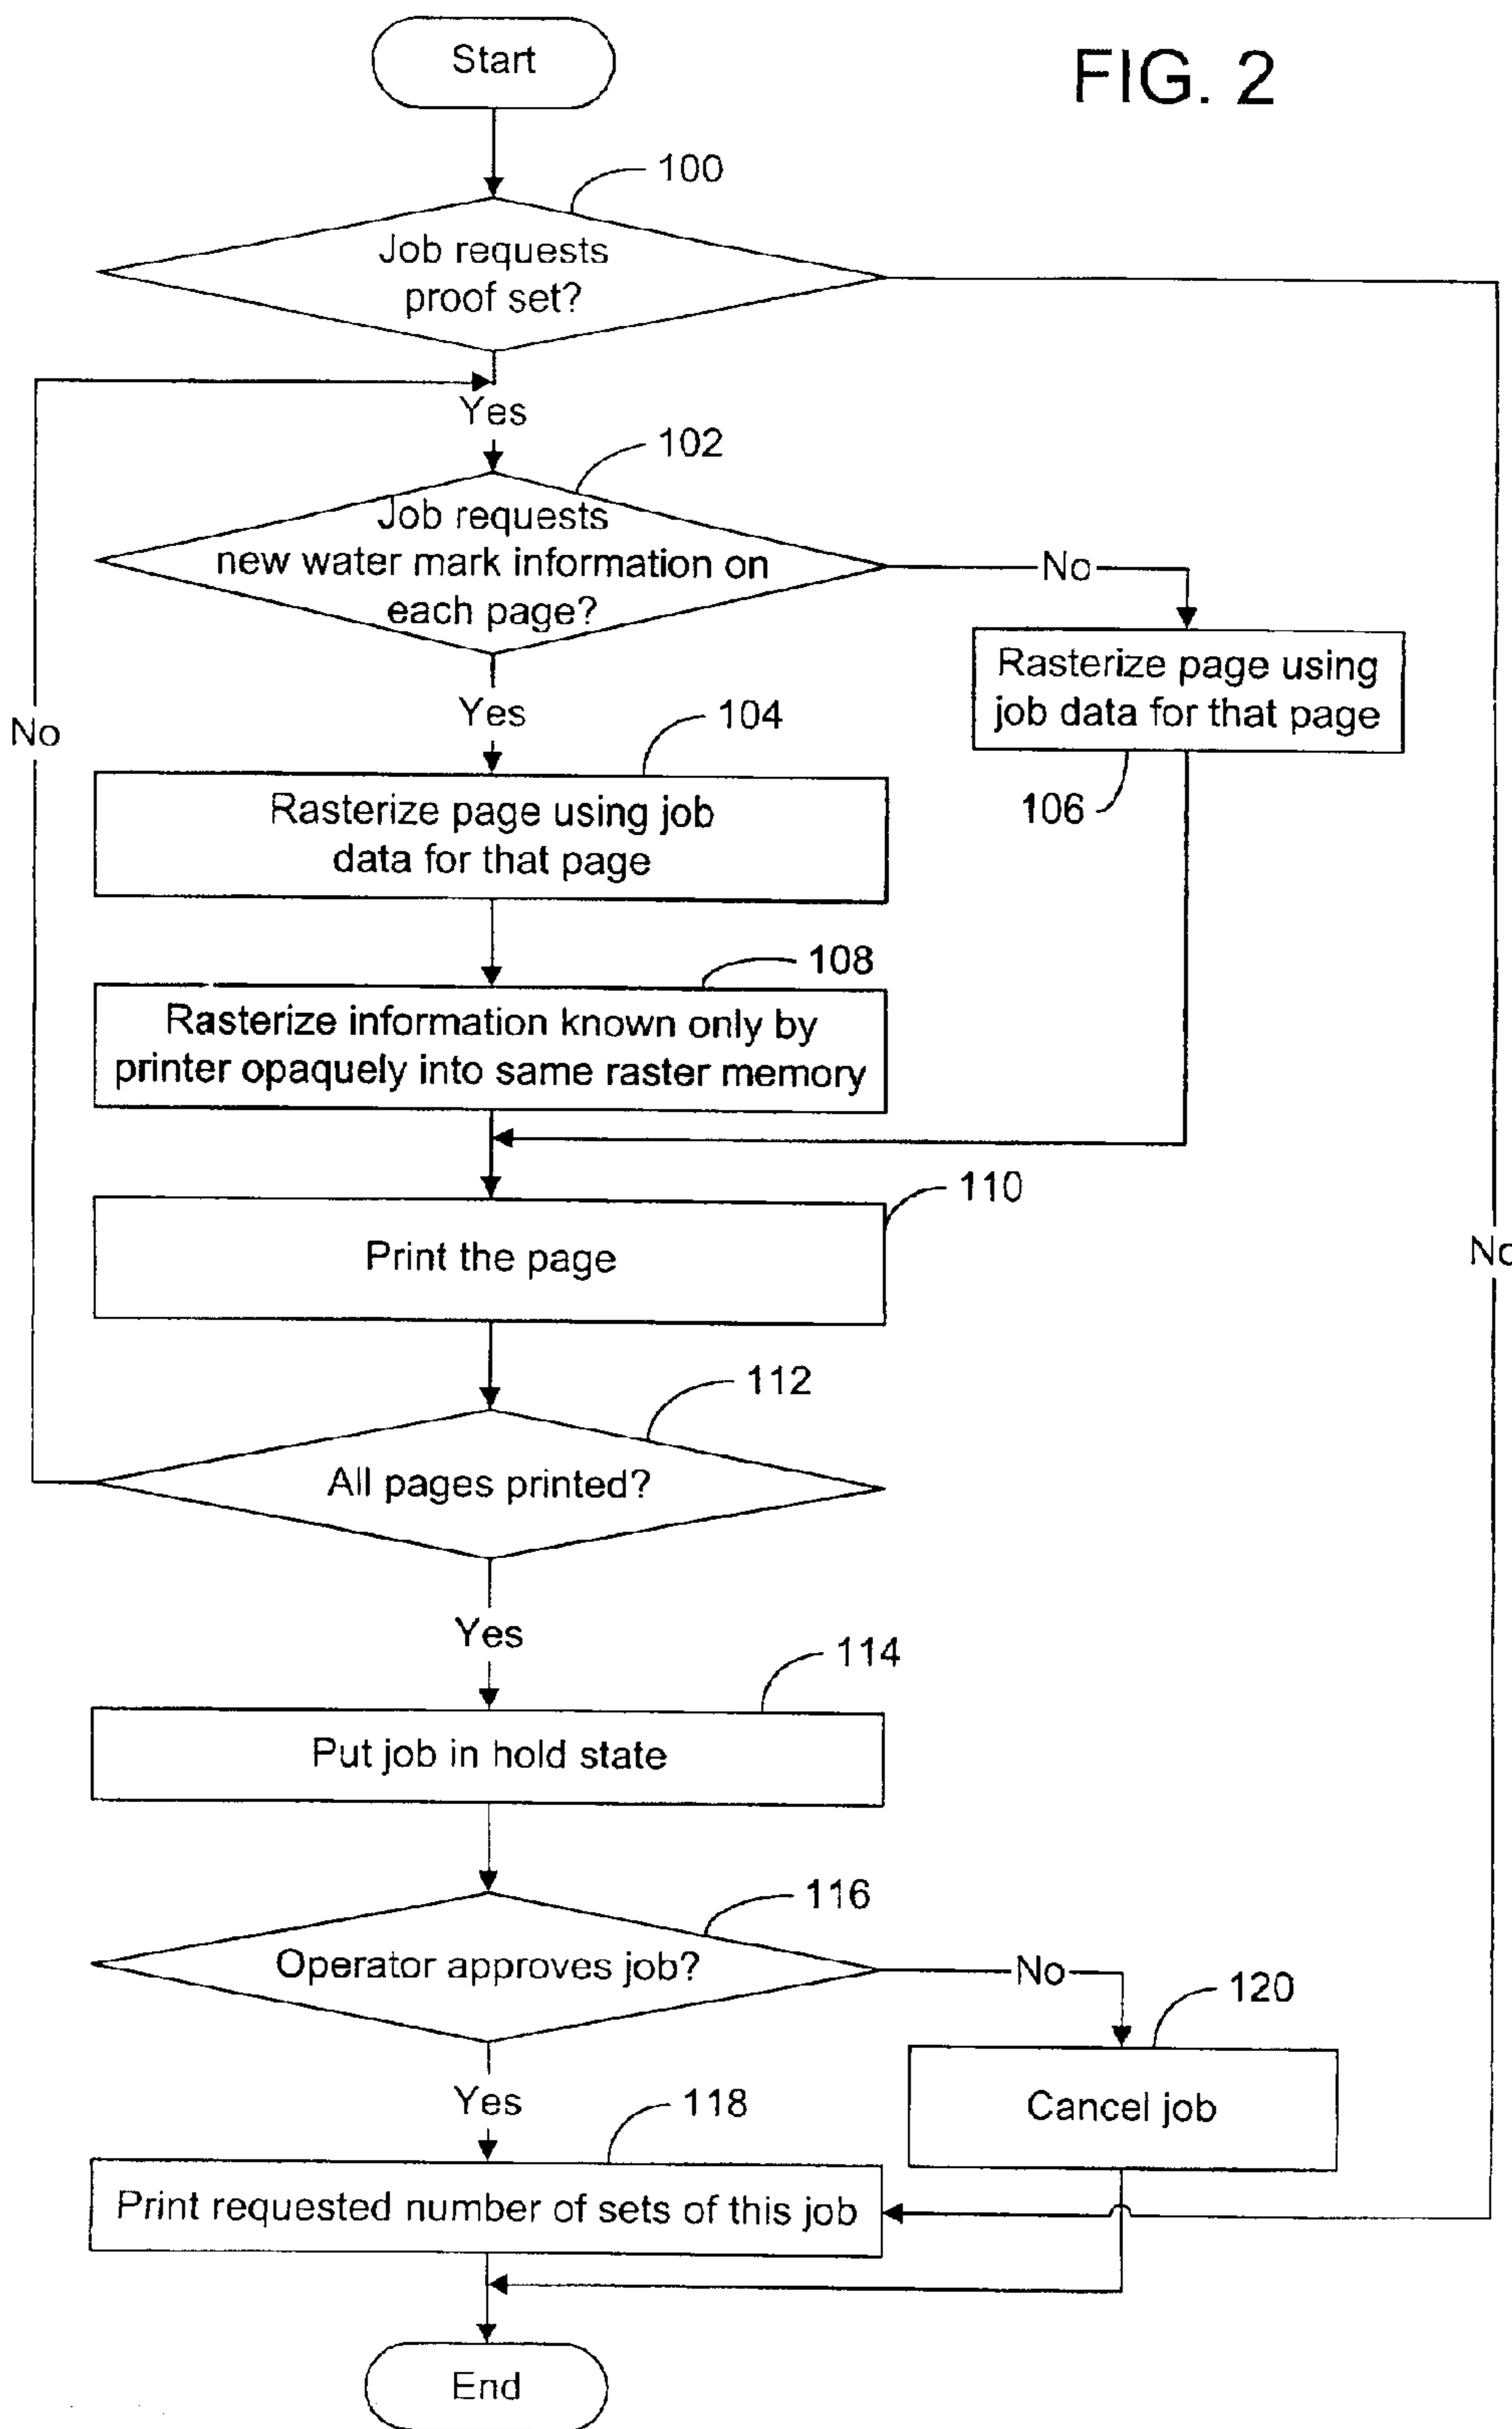 Start
FIG. 2
100
Job requests
proof set?
Yes
102
Job requests
new water mark information on
each page?
No
Rasterize page using
job data for that page
106
Yes
104
No
Rasterize page using job
data for that page
108
Rasterize information known only by
printer opaquely into same raster memory
110
Print the page
No
112
All pages printed?
Yes
114
Put job in hold state
116
Operator approves job?
No
120
Cancel job
Yes
118
Print requested number of sets of this job
End